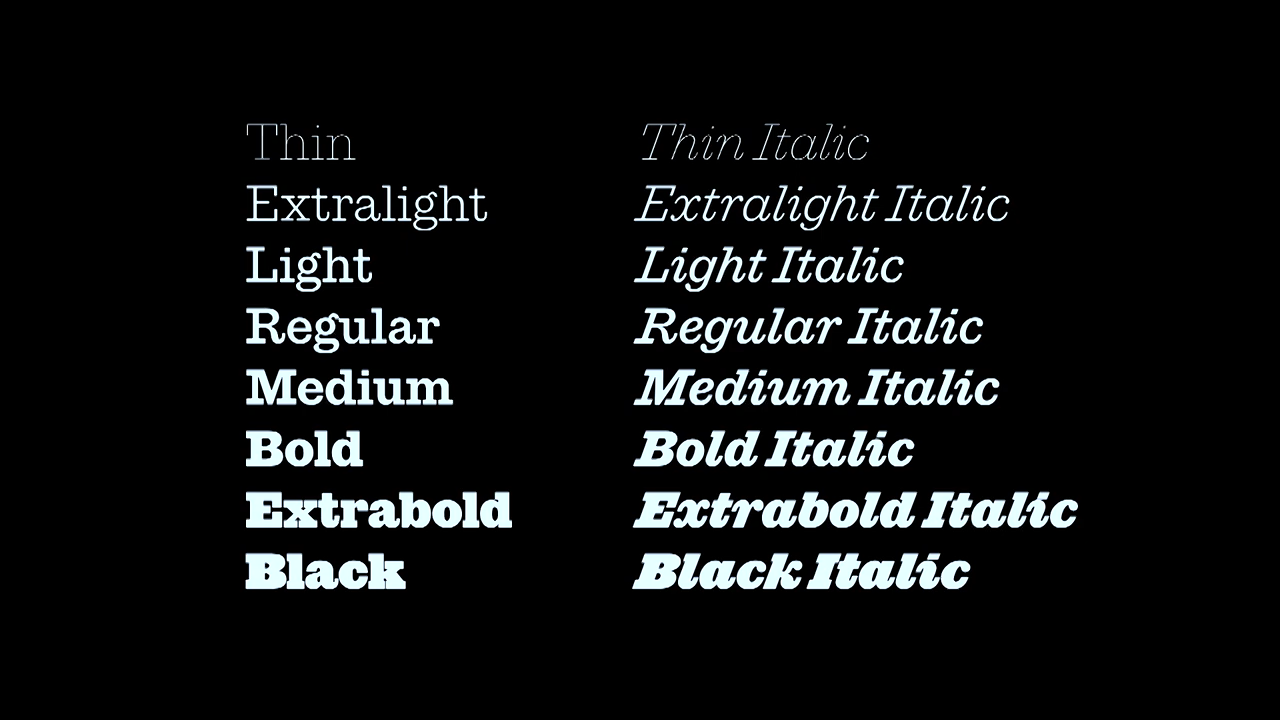 Thin Thin Italic
Extralight Extralight Italic
Light Light Italic
Regular Regular Italic
Medium Medium Italic
Bold Bold Italic
Extrabold Extrabold Italic
Black Black Italic